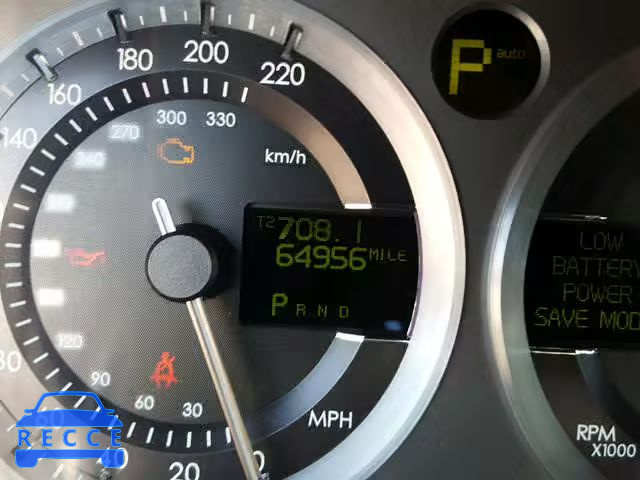 180
200
220
160
140
P auto
270
300
330
240
km/h
T2 708.1
64956 MILE
P R N D
LOW
BATTERY
POWER
SAVE MOD
120
90
60
30
MPH
20
RPM
X1000
RECCE